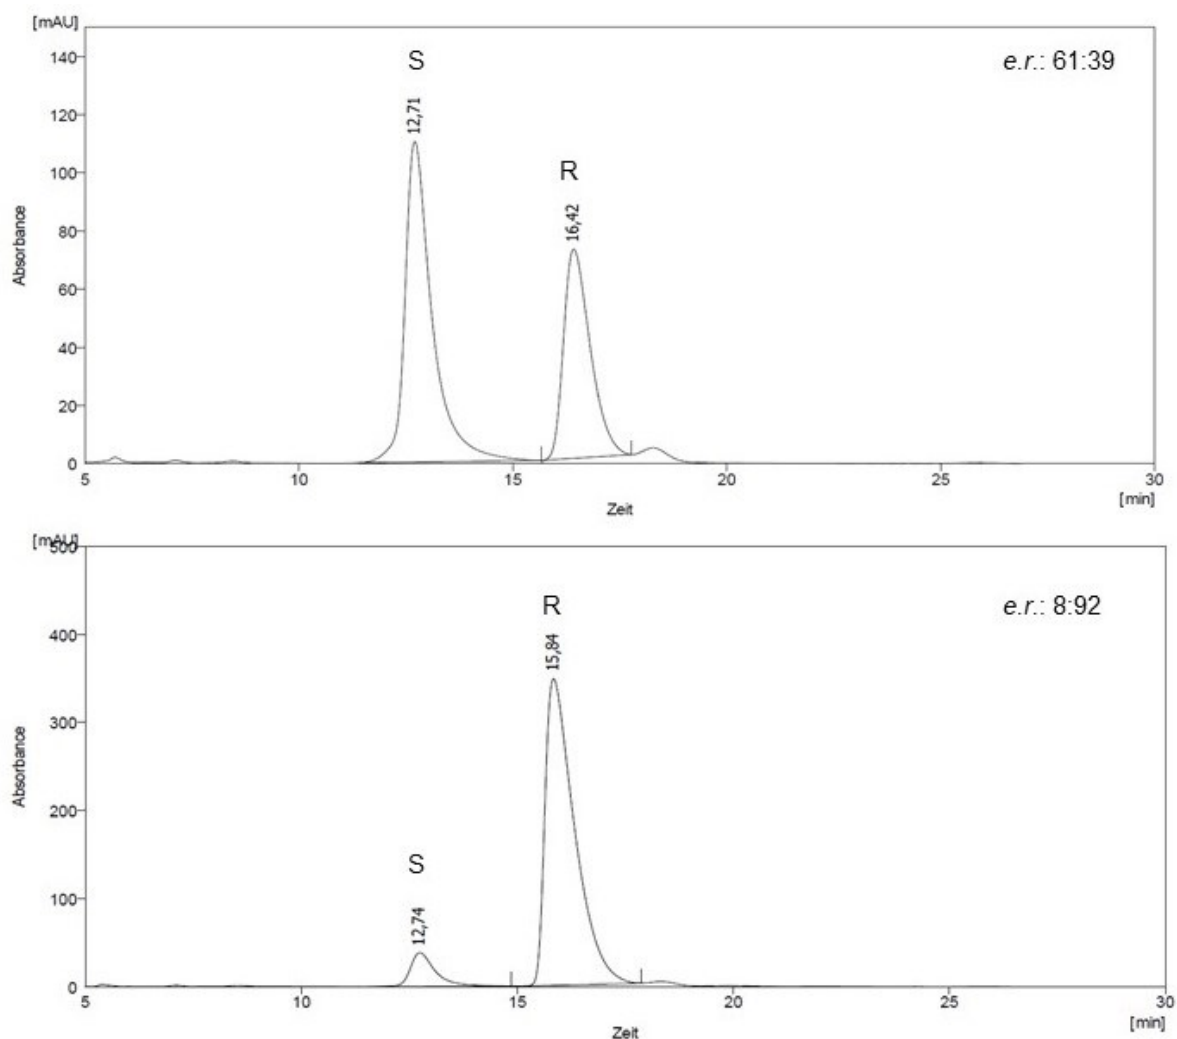 [mAU]
S
e.r.: 61:39
140
12,71
120
R
100
16,42
80
Absorbance
60
40
20
0
5
10
15
20
25
30
[min]
Zeit
[mAU]
500
R
e.r.: 8:92
15,84
400
300
Absorbance
200
S
12,74
100
0
5
10
15
20
25
30
[min]
Zeit